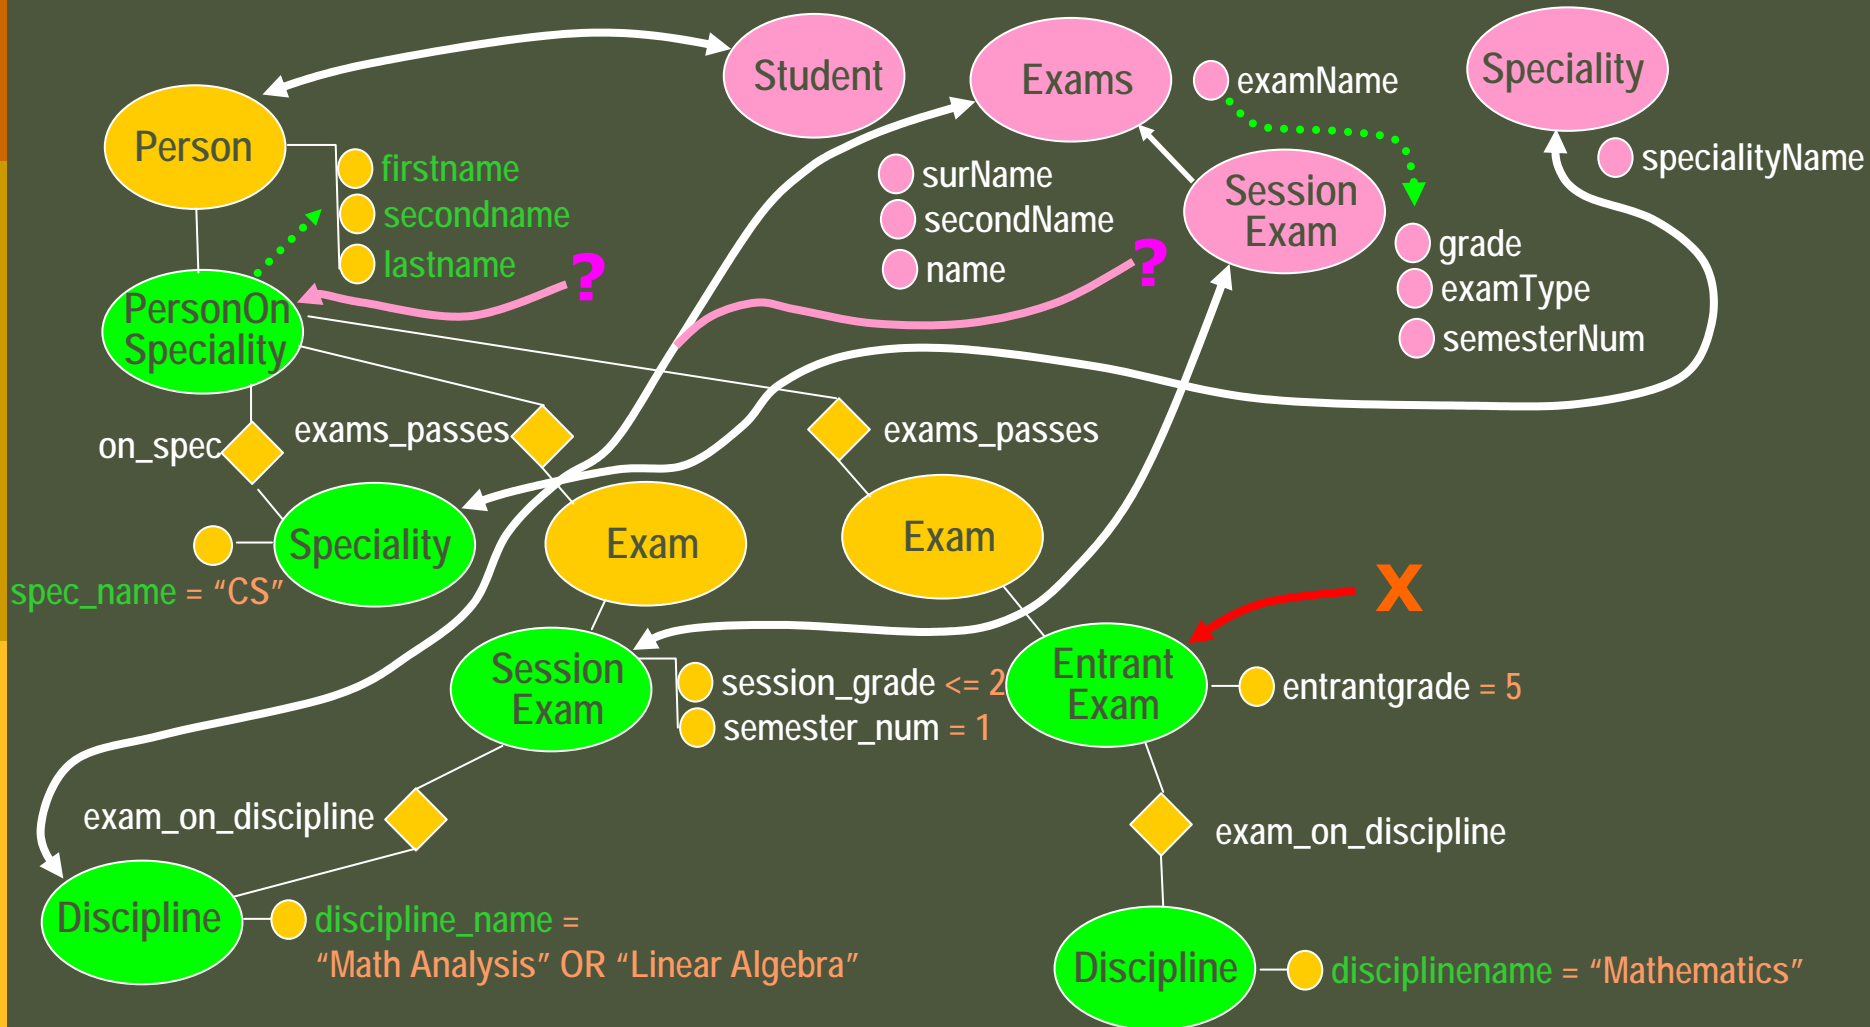 Student
Exams
examName
Speciality
Person
specialityName
firstname
secondname
lastname
surName
secondName
name
Session
Exam
grade
examType
semesterNum
?
?
PersonOn
Speciality
on_spec
exams_passes
exams_passes
Speciality
Exam
Exam
spec_name = “CS”
X
Session
Exam
session_grade <= 2
semester_num = 1
Entrant
Exam
entrantgrade = 5
exam_on_discipline
exam_on_discipline
Discipline
discipline_name =
“Math Analysis” OR “Linear Algebra”
Discipline
disciplinename = “Mathematics”